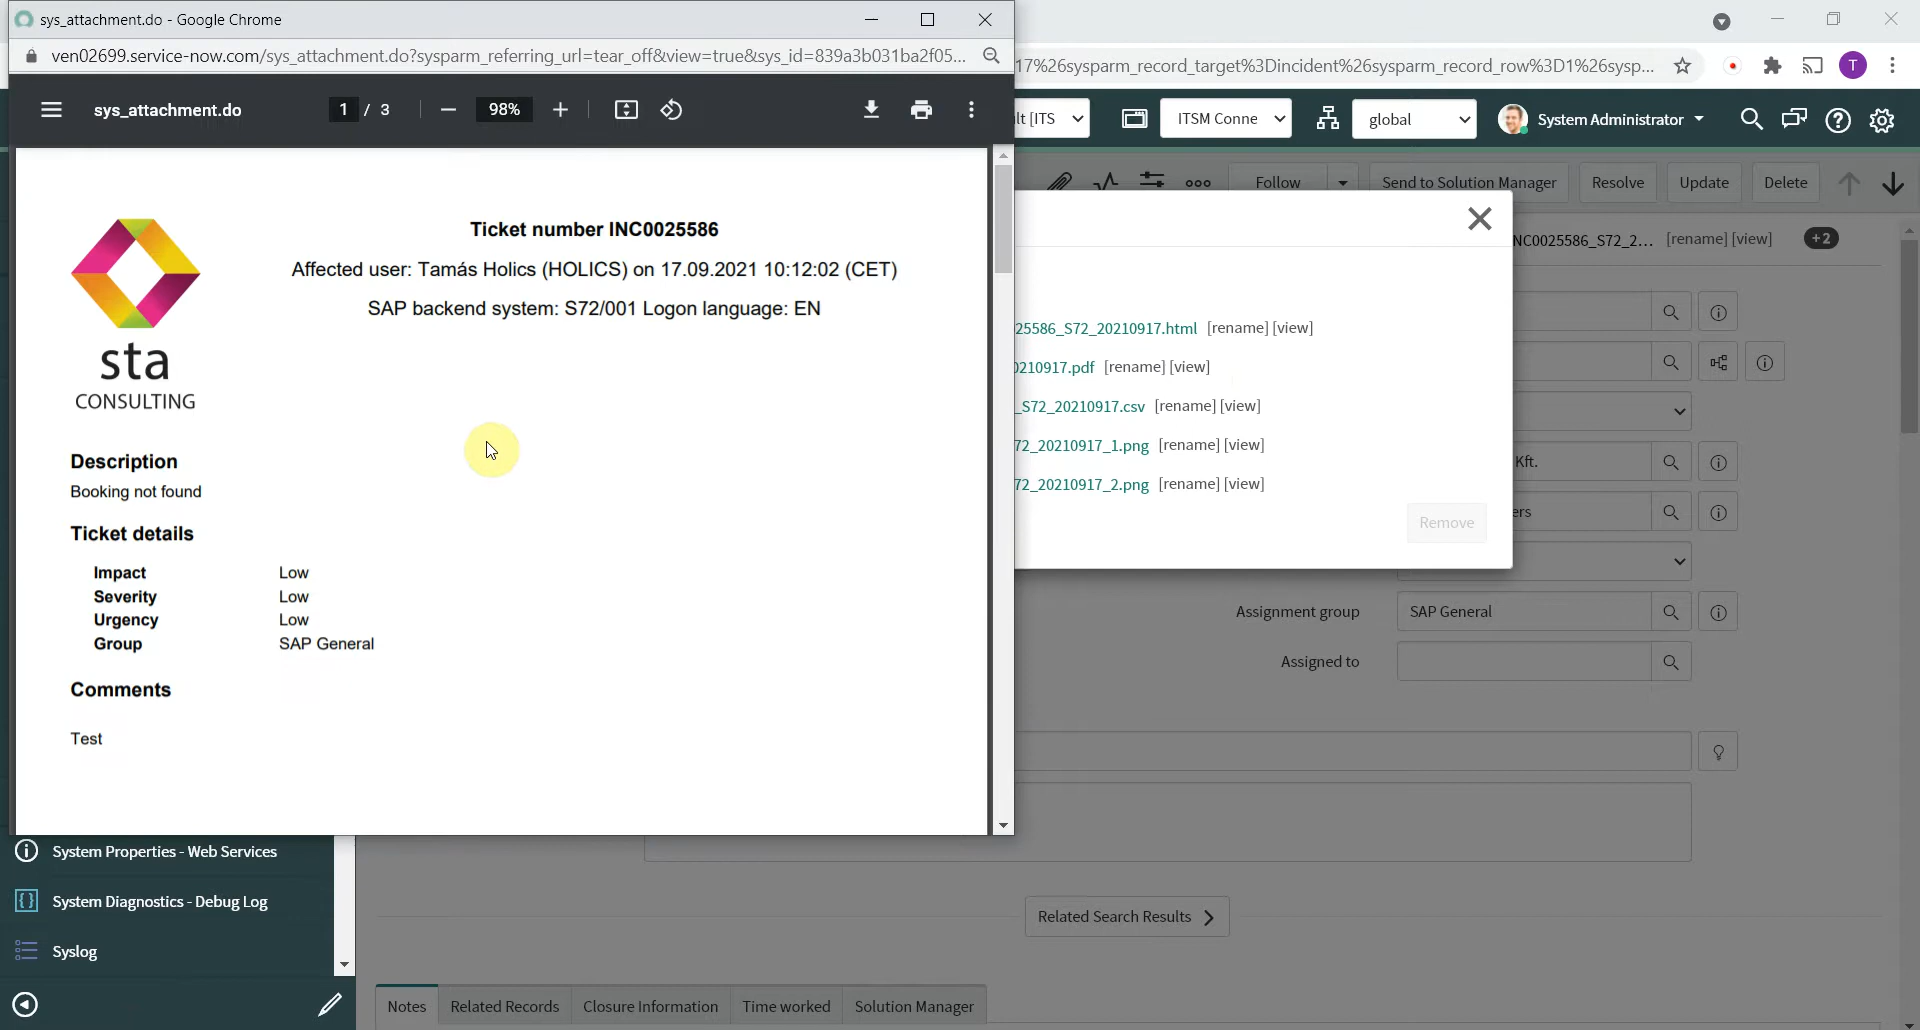 sys_attachment.do - Google Chrome
ven02699.service-now.com/sys_attachment.do?sysparm_referring_url=tear_off&view=true&sys_id=839a3b031ba2f05...
17%26sysparm_record_target%3Dincident%26sysparm_record_row%3D1%26sysp...
T
sys_attachment.do
1 / 3
98%
lt [ITS
ITSM Conne
global
System Administrator
Follow
Send to Solution Manager
Resolve
Update
Delete
NC0025586_S72_2... [rename] [view]
+2
sta
CONSULTING
Ticket number INC0025586
Affected user: Tamás Holics (HOLICS) on 17.09.2021 10:12:02 (CET)
SAP backend system: S72/001 Logon language: EN
Description
Booking not found
Ticket details
Impact Low
Severity Low
Urgency Low
Group SAP General
Comments
Test
25586_S72_20210917.html [rename] [view]
0210917.pdf [rename] [view]
_S72_20210917.csv [rename] [view]
72_20210917_1.png [rename] [view]
72_20210917_2.png [rename] [view]
Remove
Kft.
ers
Assignment group
SAP General
Assigned to
System Properties - Web Services
System Diagnostics - Debug Log
Syslog
Related Search Results
Notes
Related Records
Closure Information
Time worked
Solution Manager